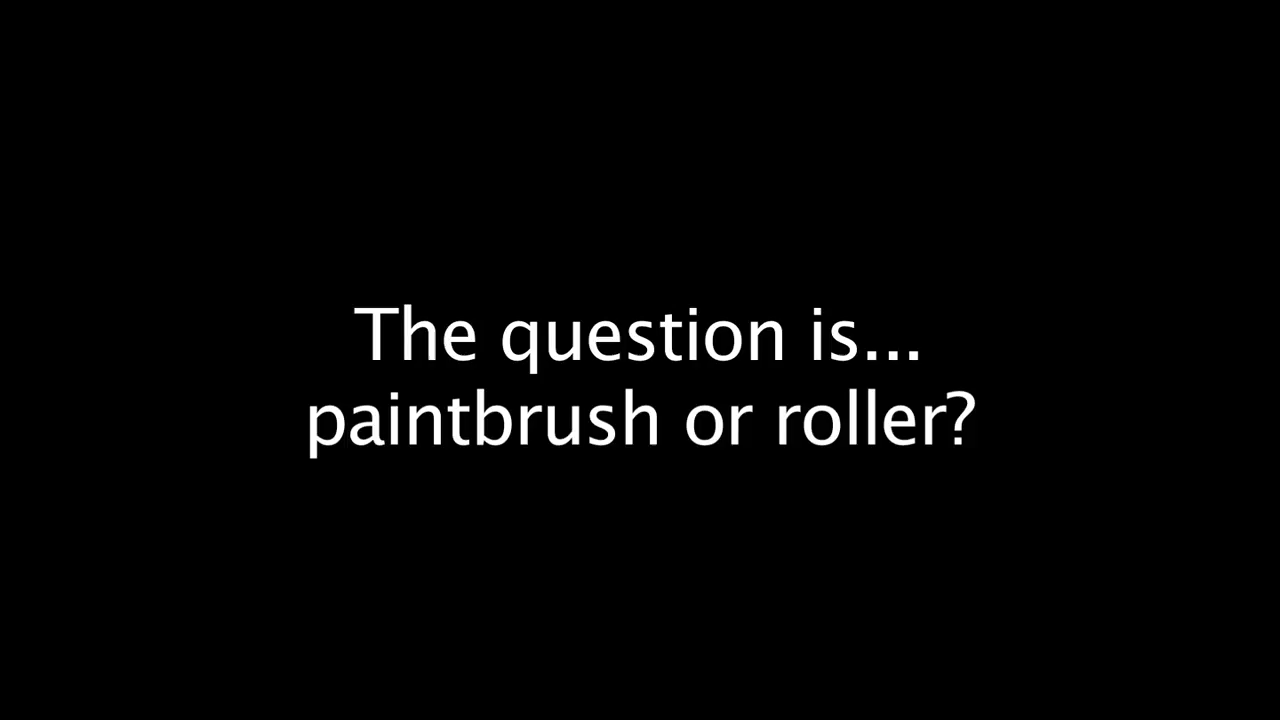 The question is...
paintbrush or roller?